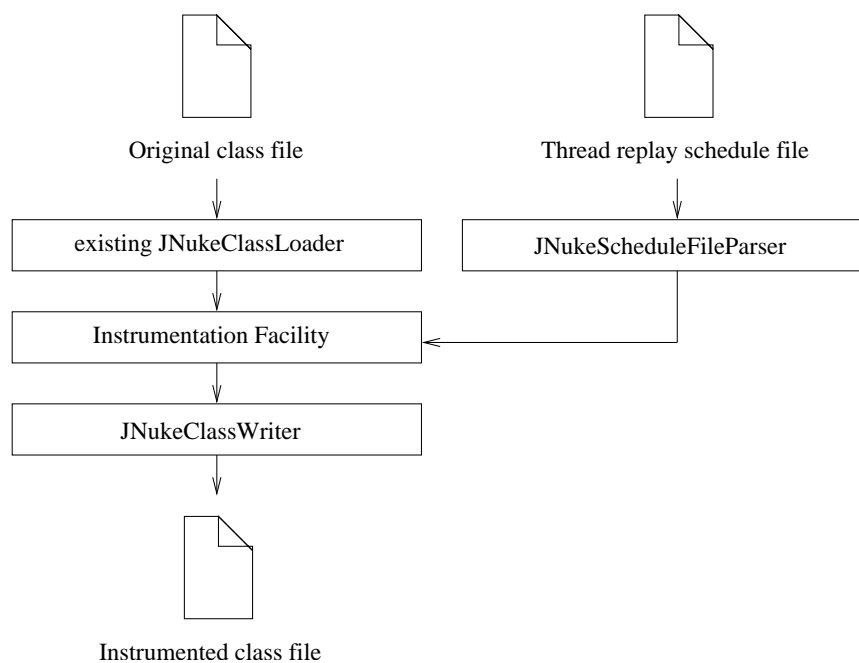 Original class file
Thread replay schedule file
existing JNukeClassLoader
JNukeScheduleFileParser
Instrumentation Facility
JNukeClassWriter
Instrumented class file